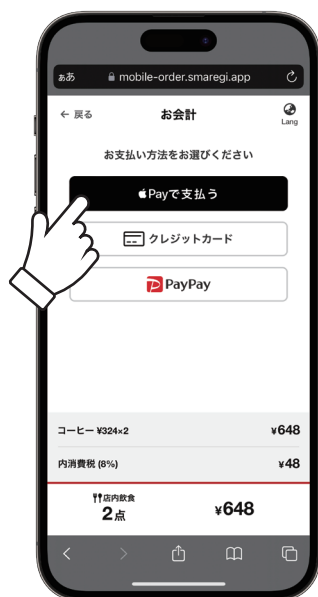 ぁあ mobile-order.smaregi.app
← 戻る お会計 Lang
お支払い方法をお選びください
Payで支払う
クレジットカード
PayPay
コーヒー ¥324×2 ¥648
内消費税 (8%) ¥48
店内飲食
2点 ¥648